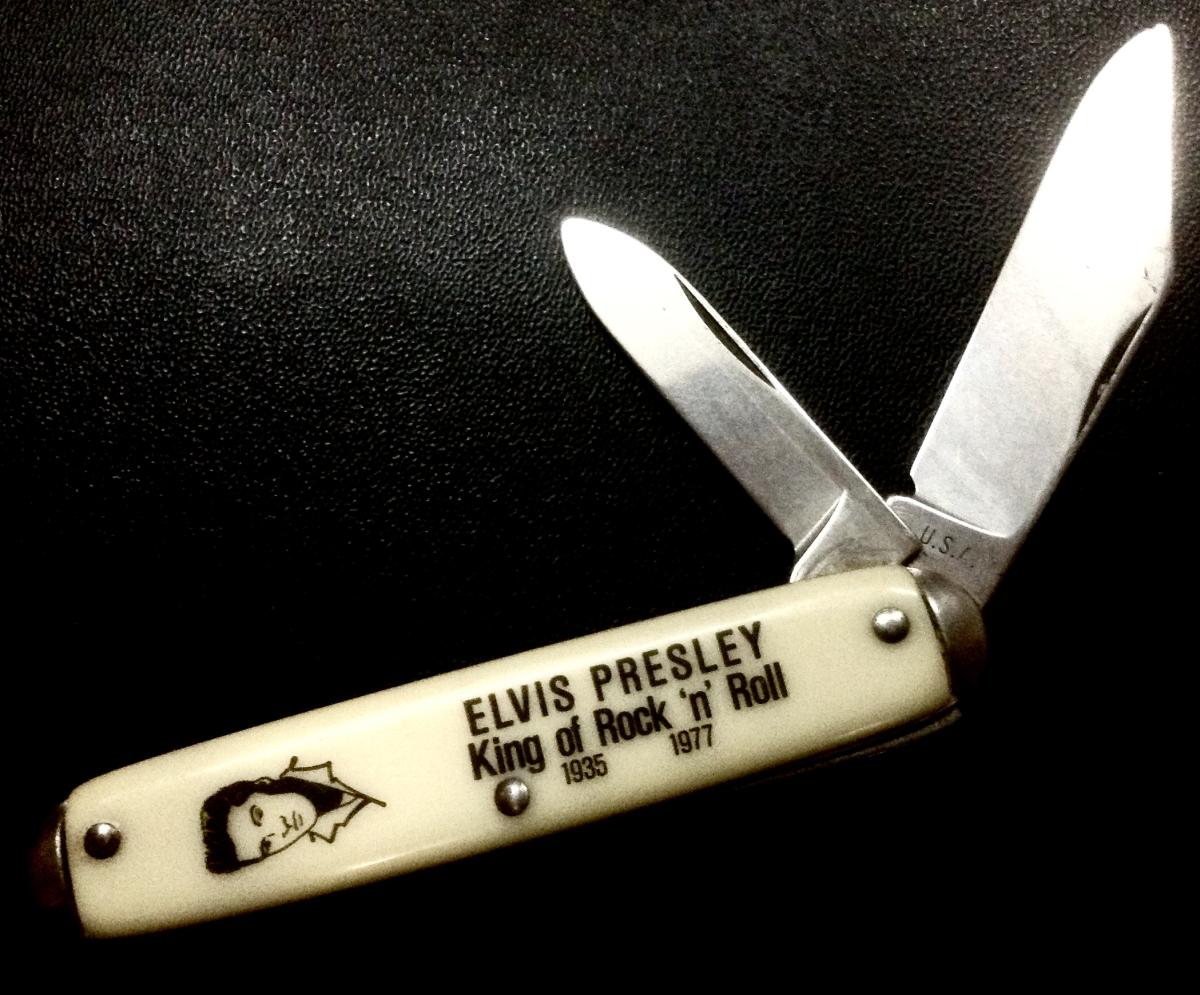 ELVIS PRESLEY
King of Rock 'n' Roll
1935 1977
U.S.A.